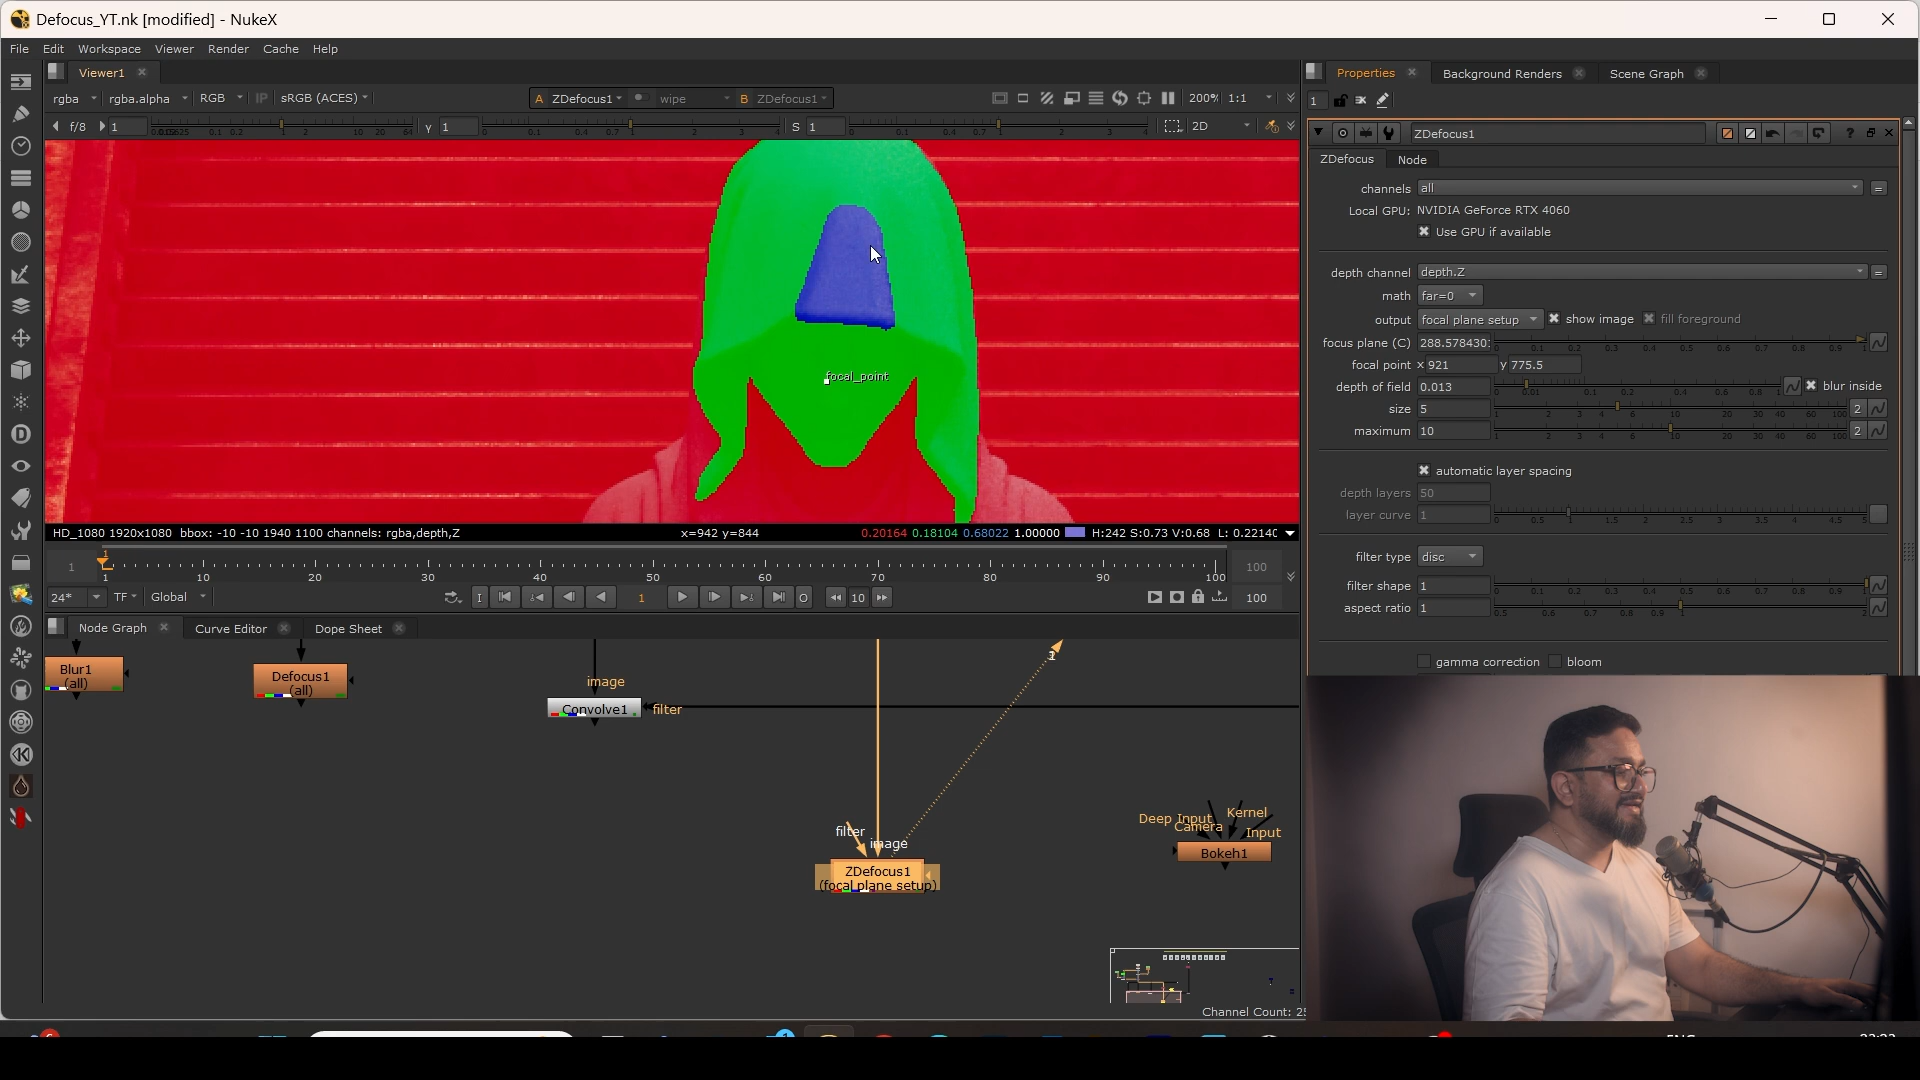 Defocus_YT.nk [modified] - NukeX
File Edit Workspace Viewer Render Cache Help
Viewer1
Properties Background Renders Scene Graph
rgba rgba.alpha RGB IP sRGB (ACES) A ZDefocus1 wipe B ZDefocus1 200% 1:1
1
f/8 1 Y 1 S 1 2D
ZDefocus1
ZDefocus Node
channels all
Local GPU: NVIDIA GeForce RTX 4060
Use GPU if available
depth channel depth.Z
math far=0
output focal plane setup show image fill foreground
focus plane (C) 288.578430
focal point x 921 y 775.5
depth of field 0.013 blur inside
size 5 2
maximum 10 2
automatic layer spacing
depth layers 50
layer curve 1
filter type disc
filter shape 1
aspect ratio 1
gamma correction bloom
focal_point
HD_1080 1920x1080 bbox: -10 -10 1940 1100 channels: rgba,depth,Z x=942 y=844 0.20164 0.18104 0.68022 1.00000 H:242 S:0.73 V:0.68 L: 0.2214
1
1 1 10 20 30 40 50 60 70 80 90 100 100
24* TF Global I 1 O 10 100
Node Graph Curve Editor Dope Sheet
Blur1
(all)
Defocus1
(all)
image
Convolve1 filter
filter
image
ZDefocus1
(focal plane setup)
Deep Input
Camera
Kernel
Input
Bokeh1
Channel Count: 25